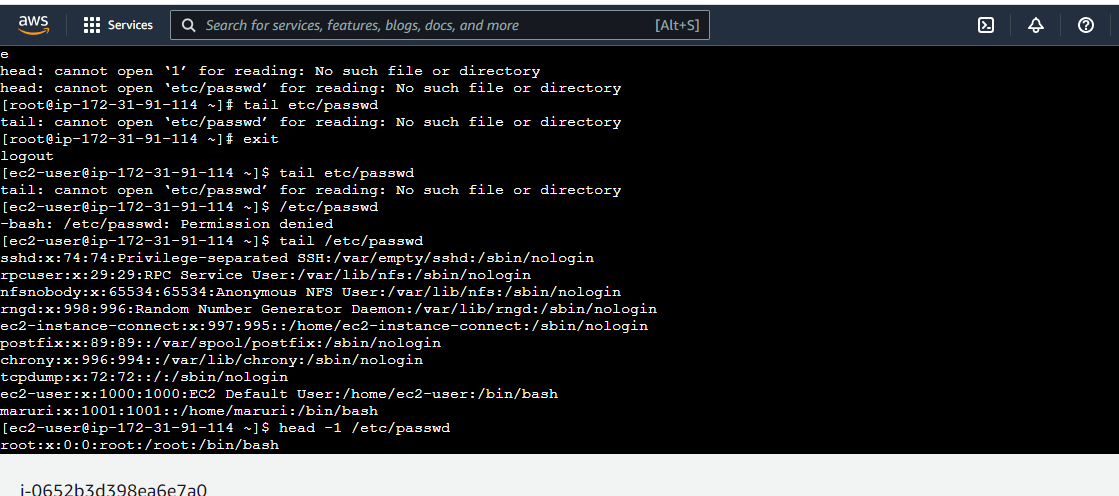 aws
Services
Search for services, features, blogs, docs, and more
[Alt+S]
e
head: cannot open ‘1’ for reading: No such file or directory
head: cannot open ‘etc/passwd’ for reading: No such file or directory
[root@ip-172-31-91-114 ~]# tail etc/passwd
tail: cannot open ‘etc/passwd’ for reading: No such file or directory
[root@ip-172-31-91-114 ~]# exit
logout
[ec2-user@ip-172-31-91-114 ~]$ tail etc/passwd
tail: cannot open ‘etc/passwd’ for reading: No such file or directory
[ec2-user@ip-172-31-91-114 ~]$ /etc/passwd
-bash: /etc/passwd: Permission denied
[ec2-user@ip-172-31-91-114 ~]$ tail /etc/passwd
sshd:x:74:74:Privilege-separated SSH:/var/empty/sshd:/sbin/nologin
rpcuser:x:29:29:RPC Service User:/var/lib/nfs:/sbin/nologin
nfsnobody:x:65534:65534:Anonymous NFS User:/var/lib/nfs:/sbin/nologin
rngd:x:998:996:Random Number Generator Daemon:/var/lib/rngd:/sbin/nologin
ec2-instance-connect:x:997:995::/home/ec2-instance-connect:/sbin/nologin
postfix:x:89:89::/var/spool/postfix:/sbin/nologin
chrony:x:996:994::/var/lib/chrony:/sbin/nologin
tcpdump:x:72:72::/:/sbin/nologin
ec2-user:x:1000:1000:EC2 Default User:/home/ec2-user:/bin/bash
maruri:x:1001:1001::/home/maruri:/bin/bash
[ec2-user@ip-172-31-91-114 ~]$ head -1 /etc/passwd
root:x:0:0:root:/root:/bin/bash
i-0652b3d398ea6e7a0